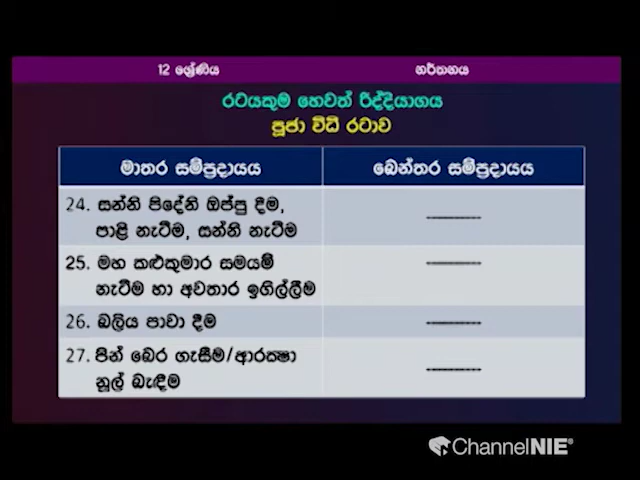 12 ශ්‍රේණිය නර්තනය
රටයකුම හෙවත් රිද්දියාගය
පූජා විධි රටාව
මාතර සම්ප්‍රදායය බෙන්තර සම්ප්‍රදායය
24. සන්නි පිදේනි ඔප්පු දීම, ----------
පාළි නැටීම, සන්නි නැටීම
25. මහ කළුකුමාර සමයම් ----------
නැටීම හා අවතාර ඉගිල්ලීම
26. බලිය පාවා දීම ----------
27. පින් බෙර ගැසීම/ආරක්‍ෂා ----------
නූල් බැඳීම
ChannelNIE®